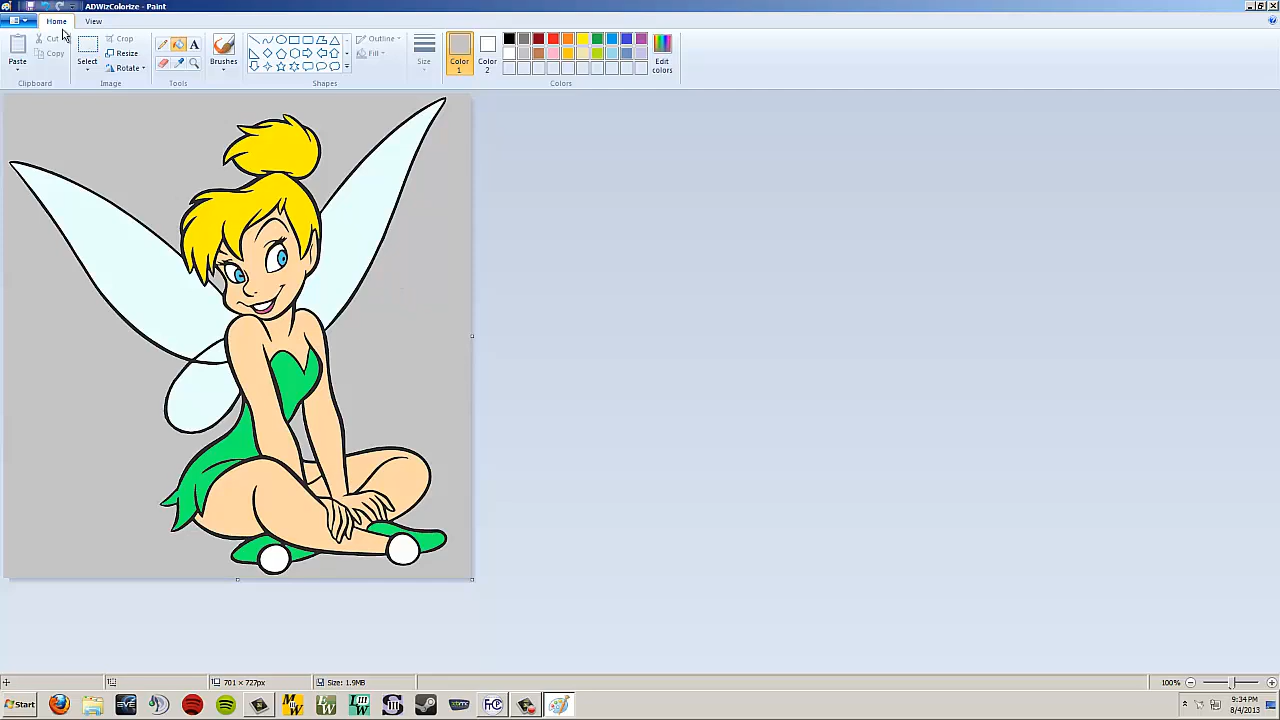 ADWizColorize - Paint
Home View
Paste
Cut
Copy
Clipboard
Select
Crop
Resize
Rotate
Image
A
Tools
Brushes
Outline
Fill
Shapes
Size
Color
1
Color
2
Edit
colors
Colors
701 × 727px
Size: 1.9MB
100%
Start
9:34 PM
8/4/2013